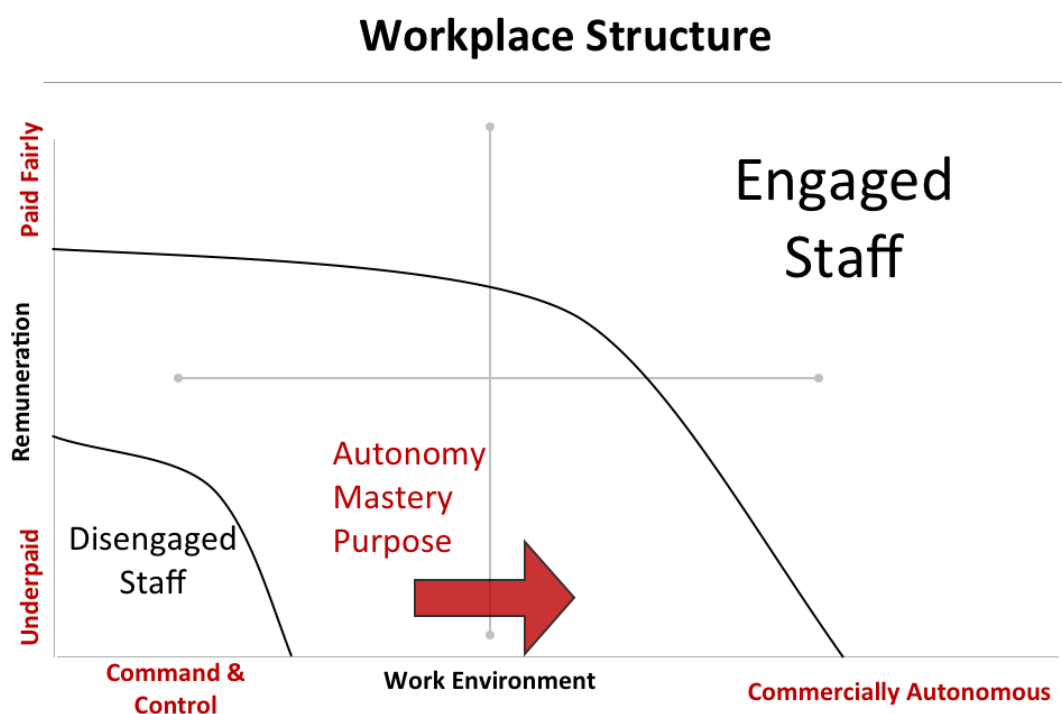 Workplace Structure
Paid Fairly
Remuneration
Underpaid
Engaged
Staff
Autonomy
Mastery
Purpose
Disengaged
Staff
Command &
Control
Work Environment
Commercially Autonomous